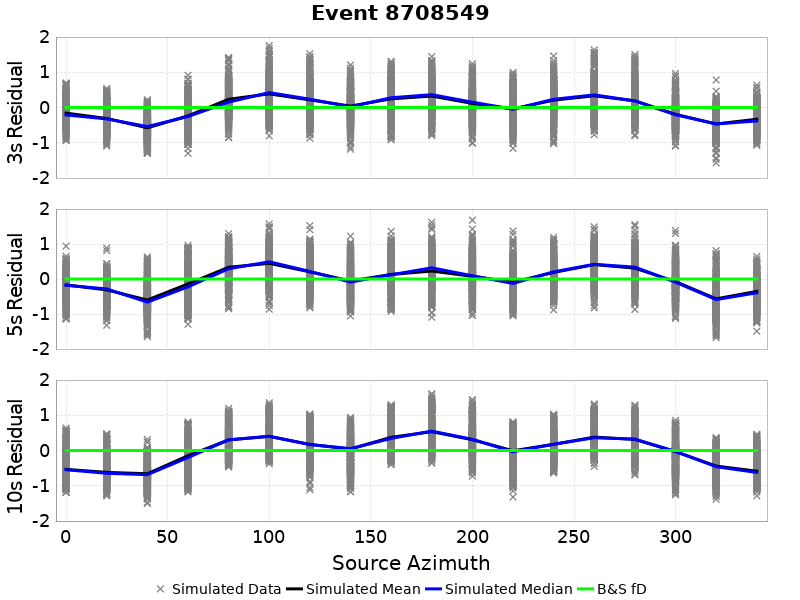 Event 8708549
2
1
0
-1
-2
3s Residual
2
1
0
-1
-2
5s Residual
2
1
0
-1
-2
10s Residual
0 50 100 150 200 250 300
Source Azimuth
Simulated Data Simulated Mean Simulated Median B&S fD